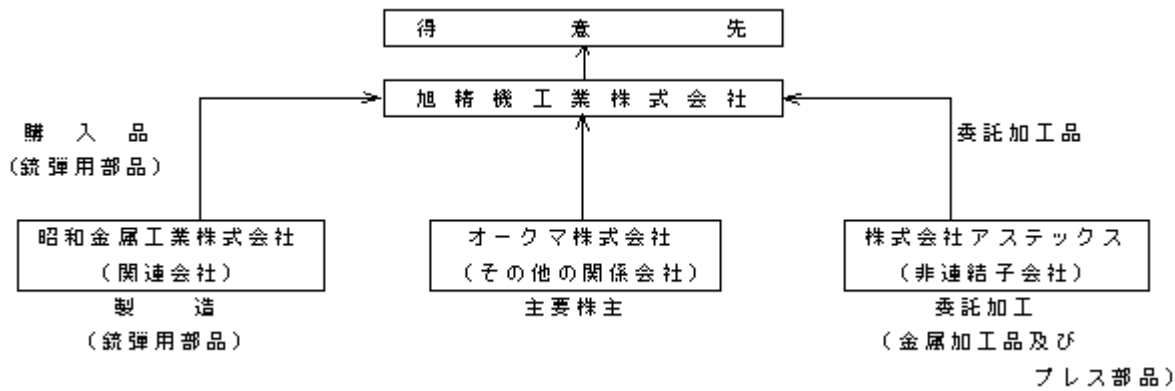 得意先
旭精機工業株式会社
購入品
(銃弾用部品)
委託加工品
昭和金属工業株式会社
(関連会社)
製造
(銃弾用部品)
オークマ株式会社
(その他の関係会社)
主要株主
株式会社アステックス
(非連結子会社)
委託加工
(金属加工品及び
プレス部品)